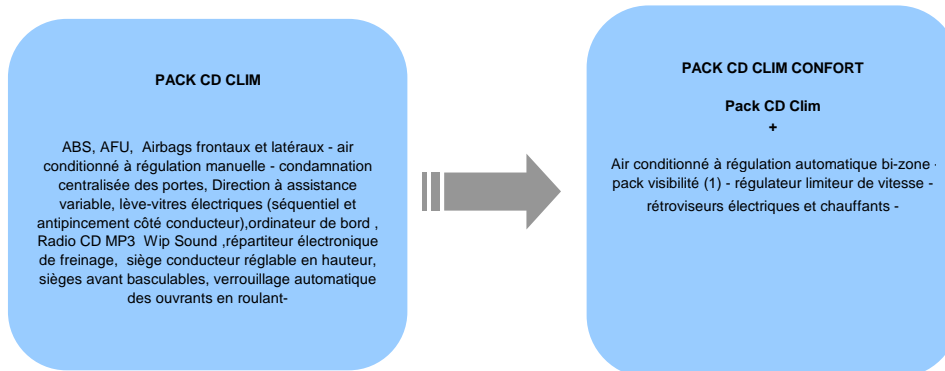 PACK CD CLIM
ABS, AFU, Airbags frontaux et latéraux - air
conditionné à régulation manuelle - condamnation
centralisée des portes, Direction à assistance
variable, lève-vitres électriques (séquentiel et
antipincement côté conducteur),ordinateur de bord ,
Radio CD MP3 Wip Sound ,répartiteur électronique
de freinage, siège conducteur réglable en hauteur,
sièges avant basculables, verrouillage automatique
des ouvrants en roulant-
PACK CD CLIM CONFORT
Pack CD Clim
+
Air conditionné à régulation automatique bi-zone -
pack visibilité (1) - régulateur limiteur de vitesse -
rétroviseurs électriques et chauffants -